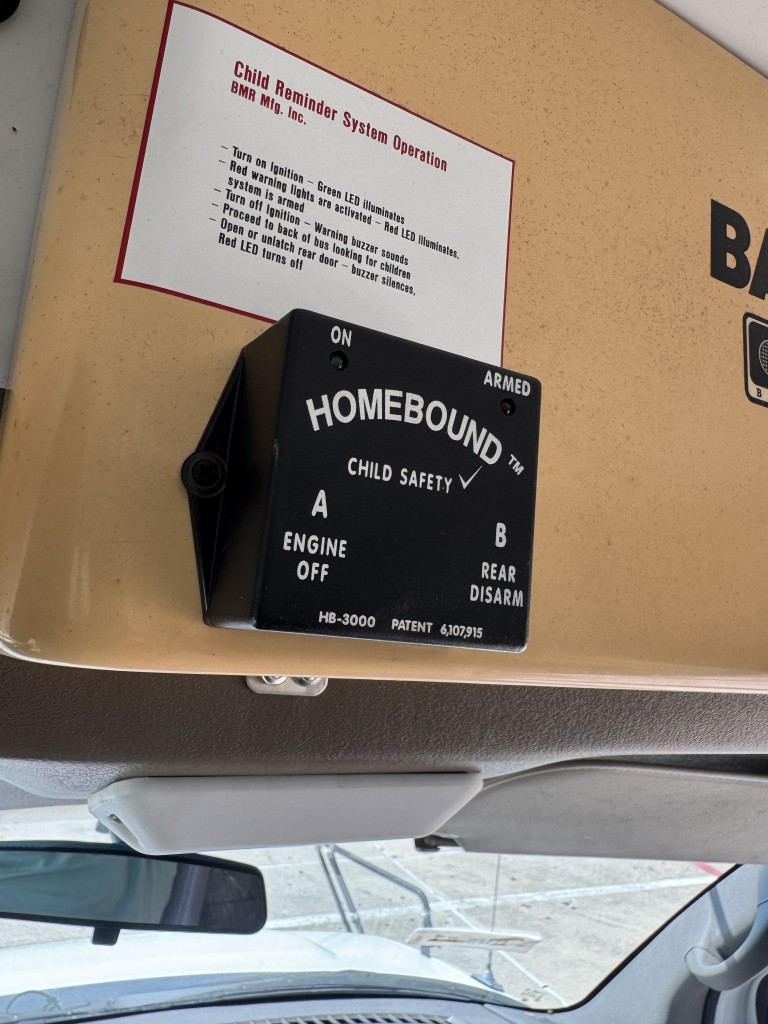 Child Reminder System Operation
BMR Mfg. Inc.
– Turn on Ignition – Green LED illuminates
– Red warning lights are activated – Red LED illuminates,
system is armed
– Turn off Ignition – Warning buzzer sounds
– Proceed to back of bus looking for children
– Open or unlatch rear door – buzzer silences,
Red LED turns off
BA
B
ON
ARMED
HOMEBOUND™
CHILD SAFETY ✓
A
B
ENGINE
OFF
REAR
DISARM
HB-3000 PATENT 6,107,915